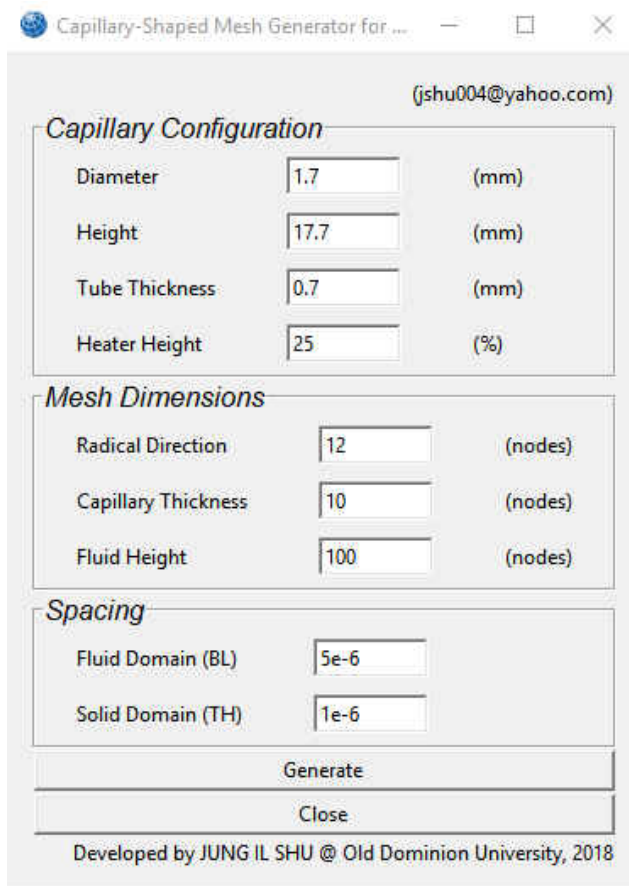 Capillary-Shaped Mesh Generator for ...
(jshu004@yahoo.com)
Capillary Configuration
Diameter 1.7 (mm)
Height 17.7 (mm)
Tube Thickness 0.7 (mm)
Heater Height 25 (%)
Mesh Dimensions
Radical Direction 12 (nodes)
Capillary Thickness 10 (nodes)
Fluid Height 100 (nodes)
Spacing
Fluid Domain (BL) 5e-6
Solid Domain (TH) 1e-6
Generate
Close
Developed by JUNG IL SHU @ Old Dominion University, 2018